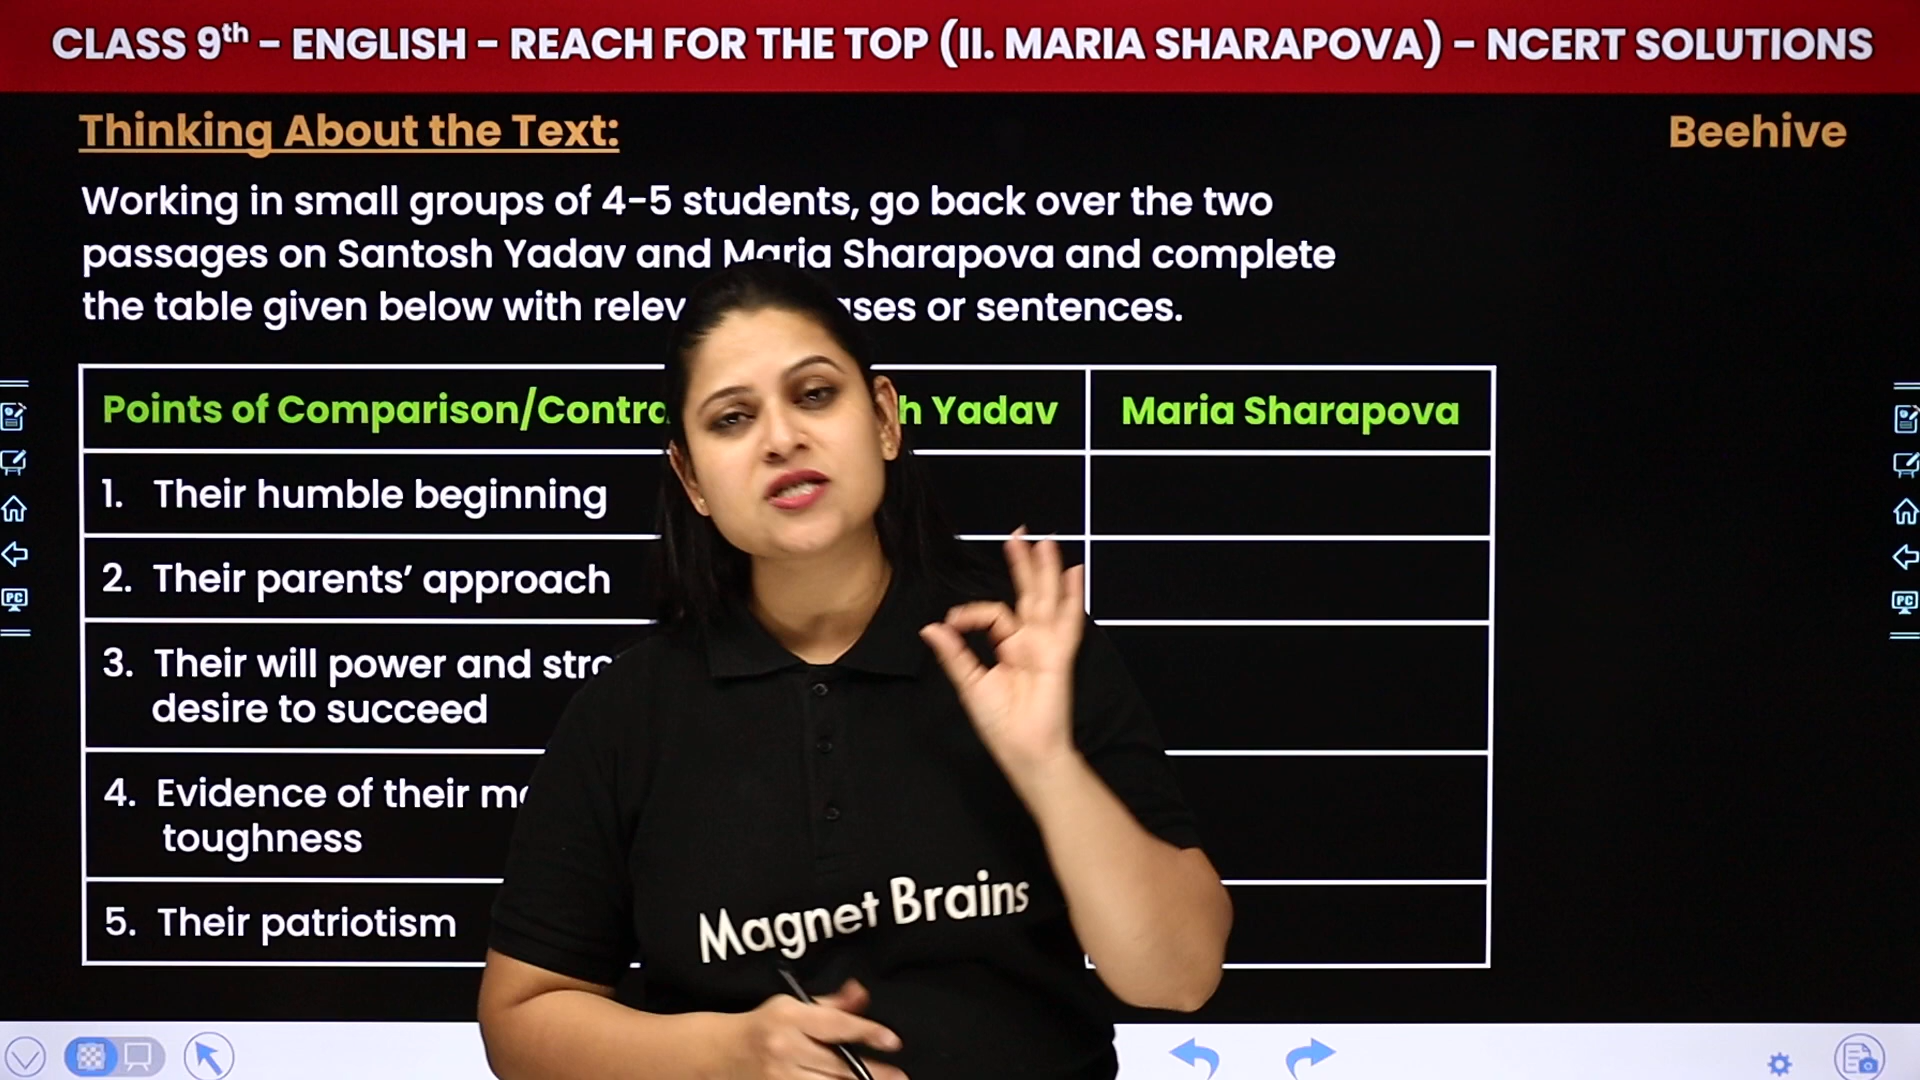 CLASS 9th - ENGLISH - REACH FOR THE TOP (II. MARIA SHARAPOVA) - NCERT SOLUTIONS
Thinking About the Text:
Beehive
Working in small groups of 4-5 students, go back over the two
passages on Santosh Yadav and Maria Sharapova and complete
the table given below with or sentences.
Points of Comparison/ Yadav Maria Sharapova
1. Their humble beginning
2. Their parents’ approach
3. Their will power and
desire to succeed
4. Evidence of their
toughness
5. Their patriotism
Magnet Brains
PC
PC